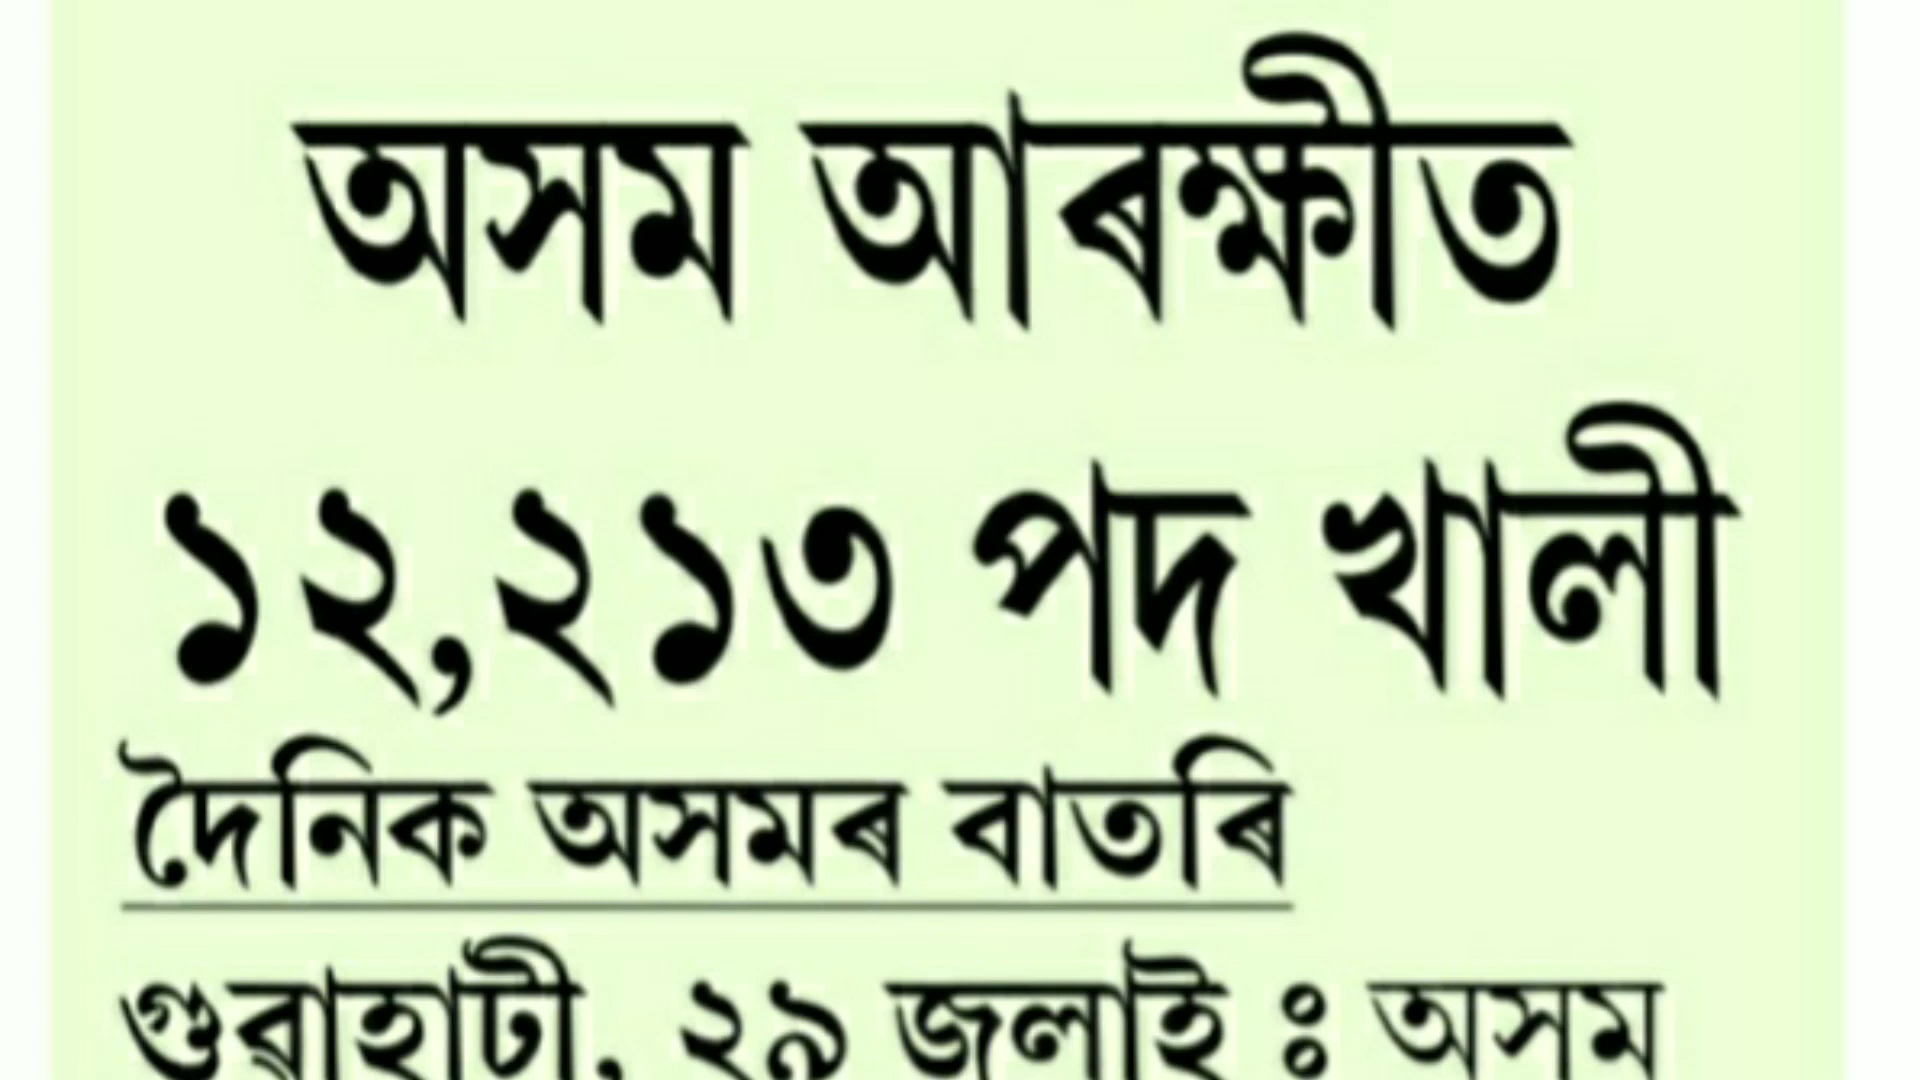 অসম আৰক্ষীত
১২,২১৩ পদ খালী
দৈনিক অসমৰ বাতৰি
গুৱাহাটী, ২৯ জুলাই ঃ অসম